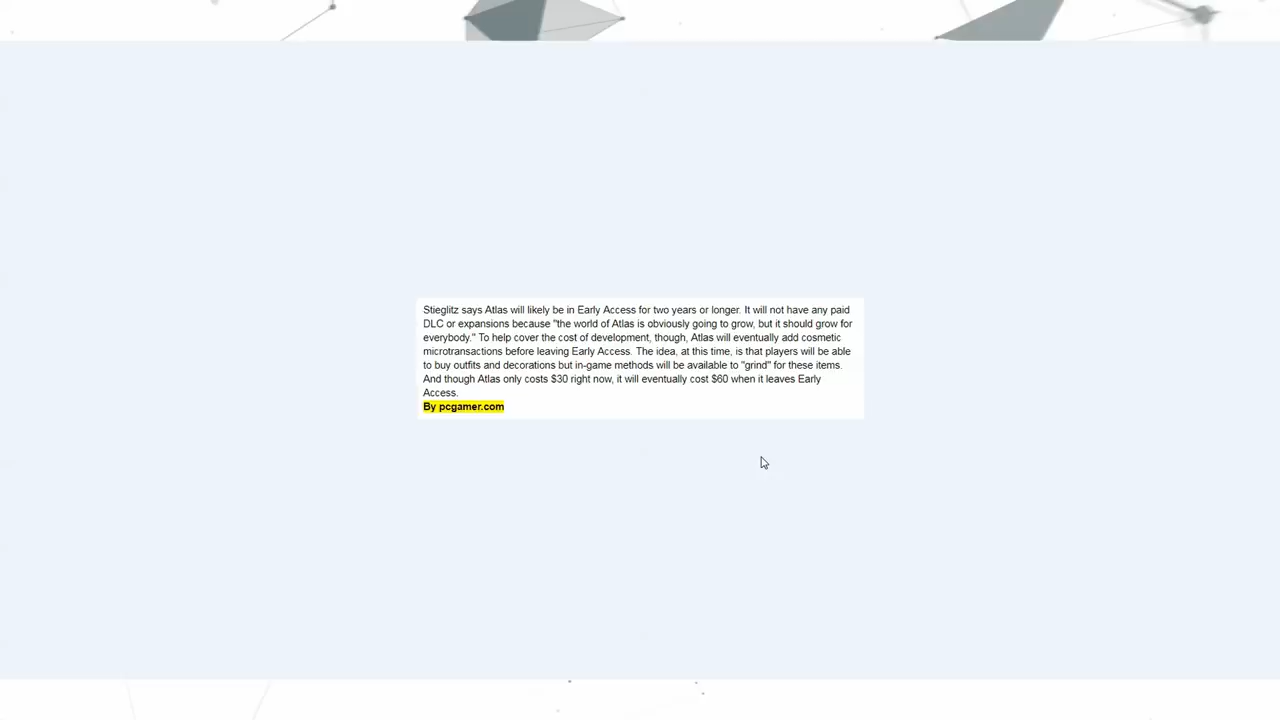 Stieglitz says Atlas will likely be in Early Access for two years or longer. It will not have any paid
DLC or expansions because "the world of Atlas is obviously going to grow, but it should grow for
everybody." To help cover the cost of development, though, Atlas will eventually add cosmetic
microtransactions before leaving Early Access. The idea, at this time, is that players will be able
to buy outfits and decorations but in-game methods will be available to "grind" for these items.
And though Atlas only costs $30 right now, it will eventually cost $60 when it leaves Early
Access.
By pcgamer.com